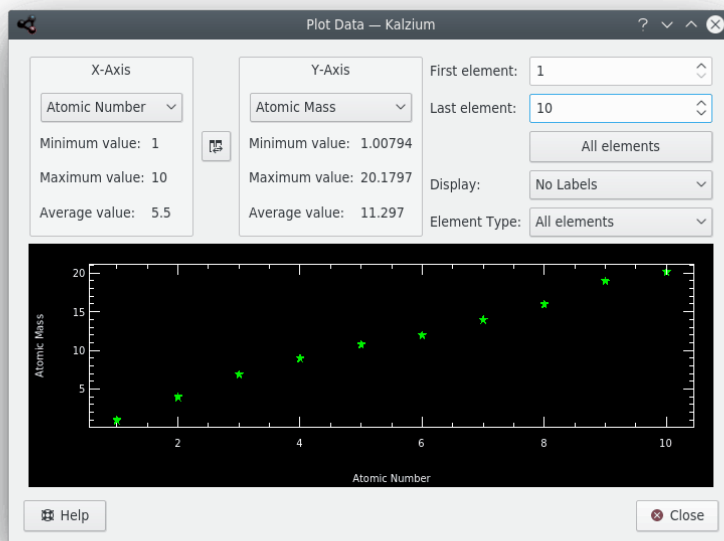 Plot Data — Kalzium
?
X-Axis
Atomic Number
Minimum value: 1
Maximum value: 10
Average value: 5.5
Y-Axis
Atomic Mass
Minimum value: 1.00794
Maximum value: 20.1797
Average value: 11.297
First element: 1
Last element: 10
All elements
Display: No Labels
Element Type: All elements
20
15
10
5
Atomic Mass
2 4 6 8 10
Atomic Number
Help
Close